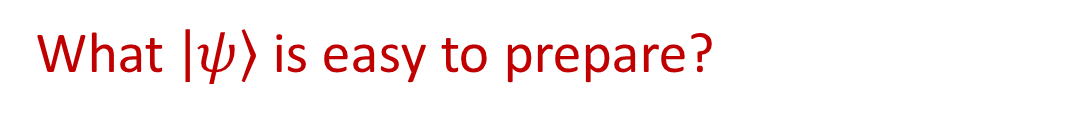 What |𝜓⟩ is easy to prepare?